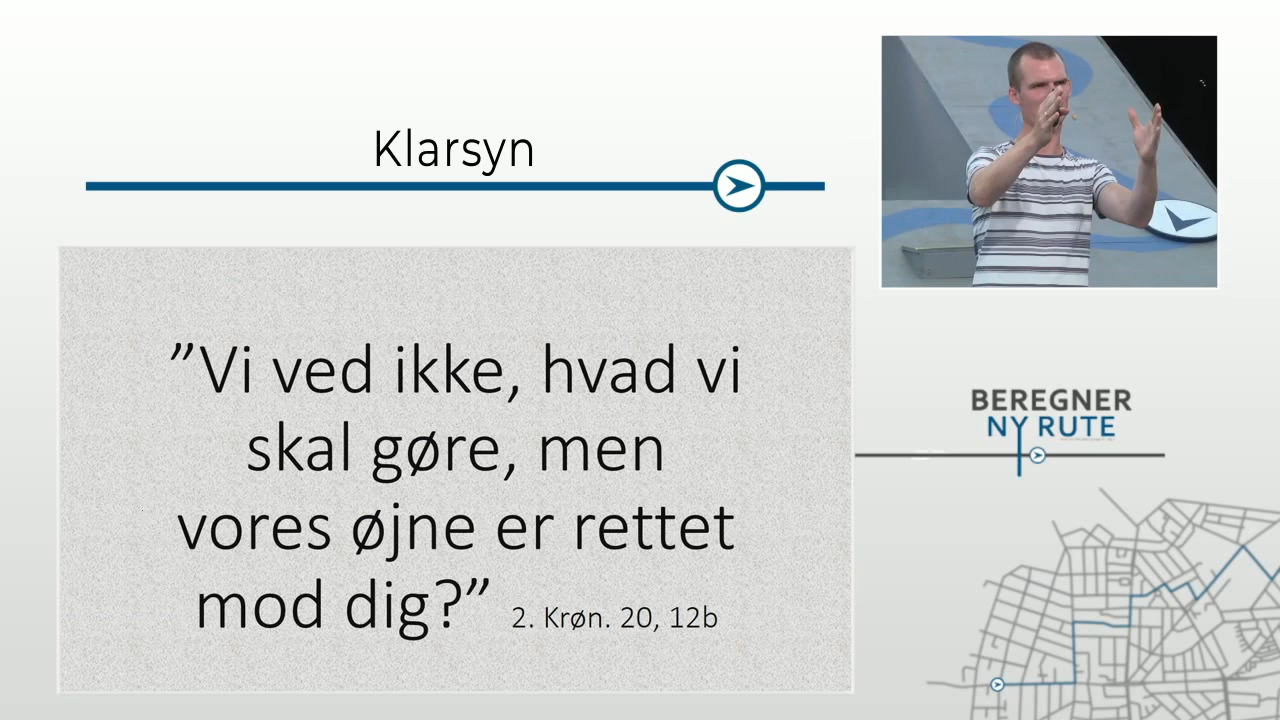 Klarsyn
”Vi ved ikke, hvad vi
skal gøre, men
vores øjne er rettet
mod dig?” 2. Krøn. 20, 12b
BEREGNER
NY RUTE